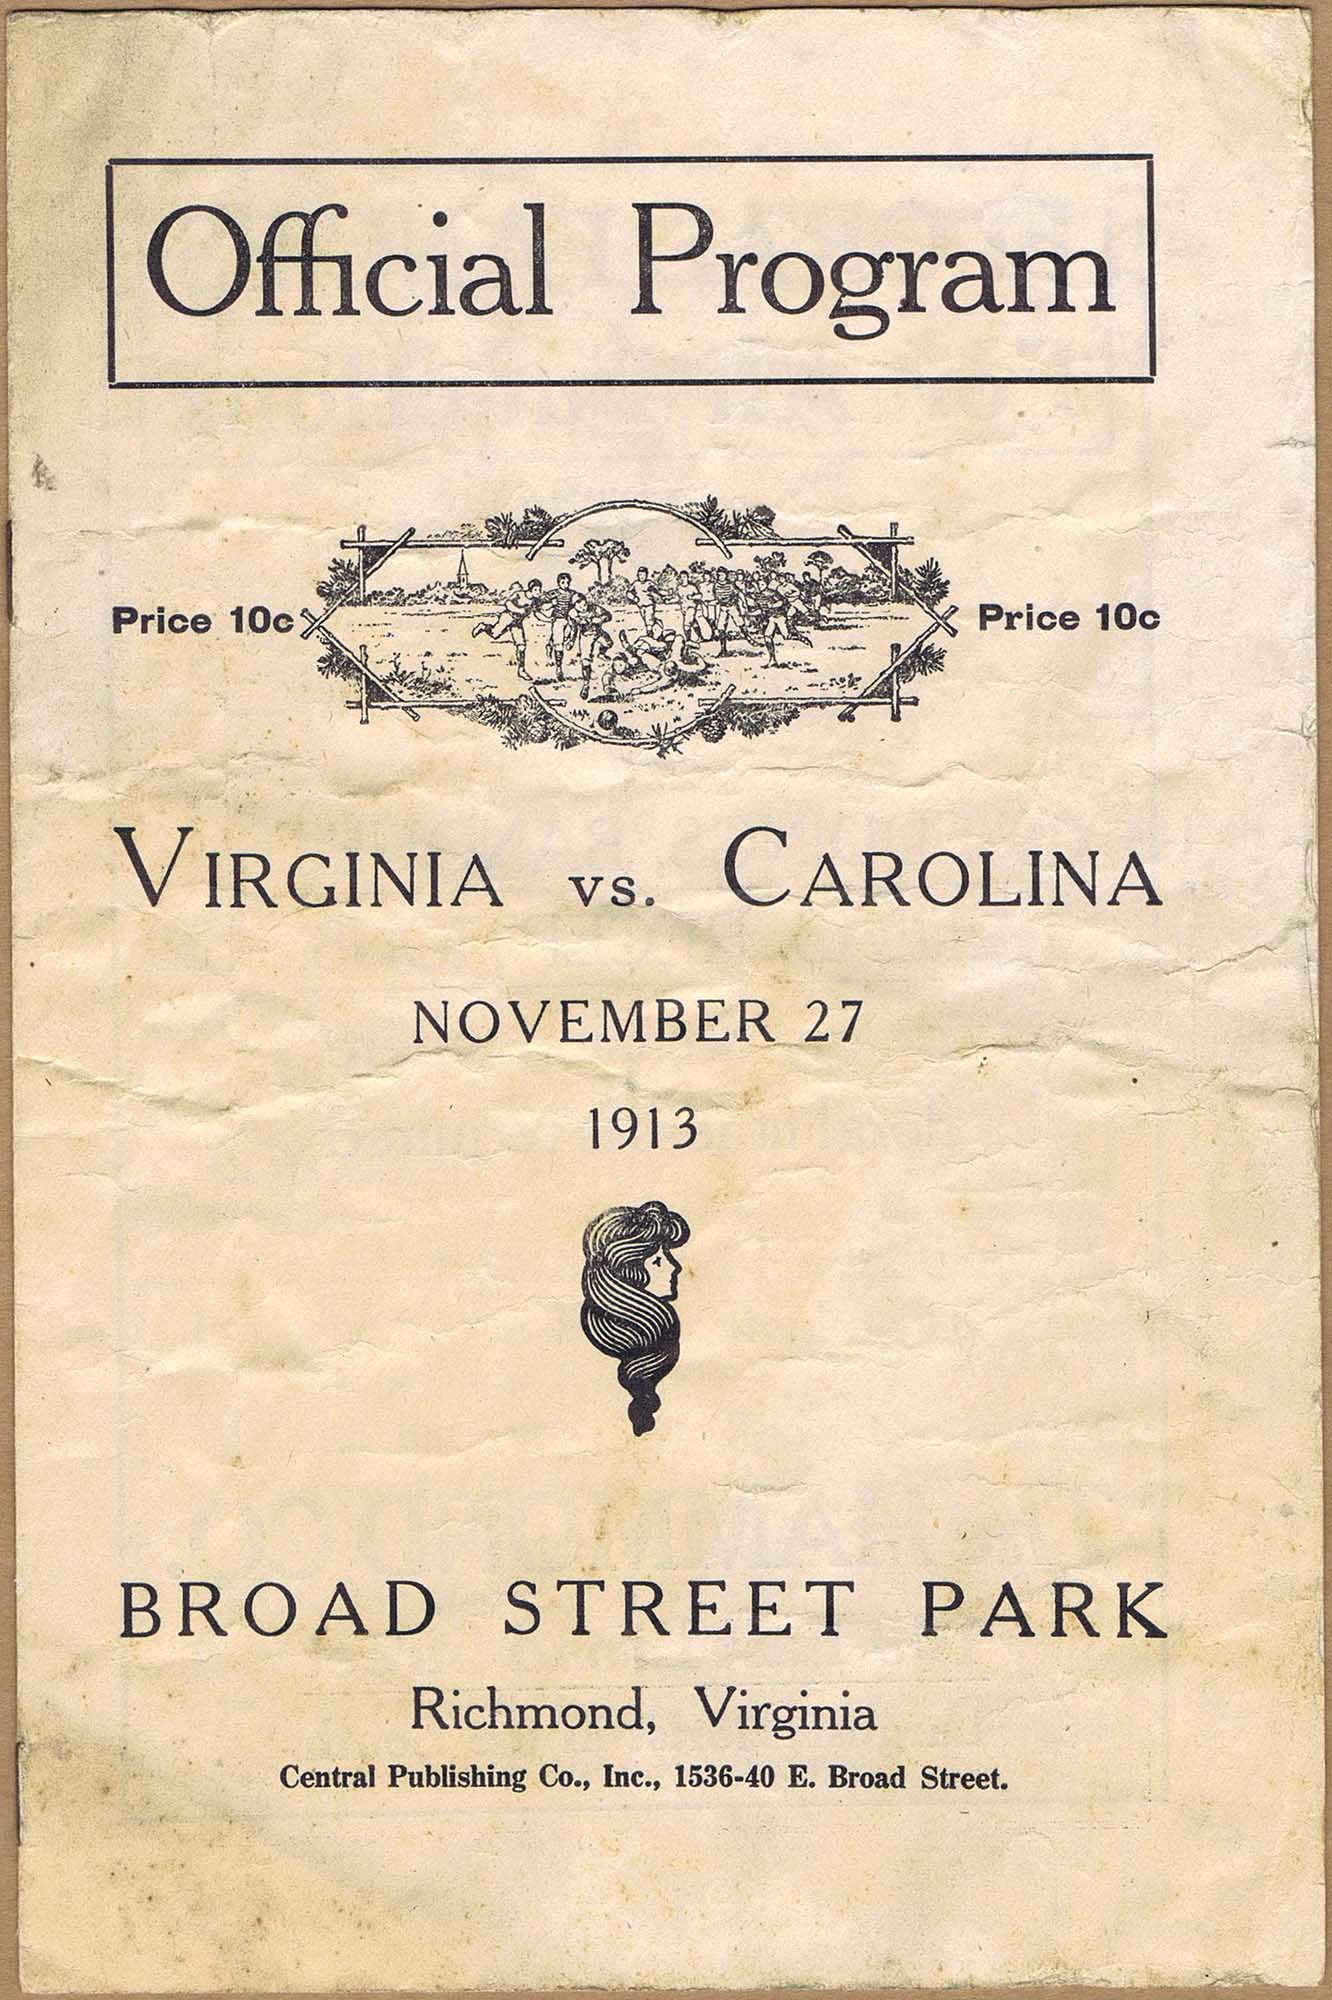 Official Program
Price 10c Price 10c
VIRGINIA vs. CAROLINA
NOVEMBER 27
1913
BROAD STREET PARK
Richmond, Virginia
Central Publishing Co., Inc., 1536-40 E. Broad Street.